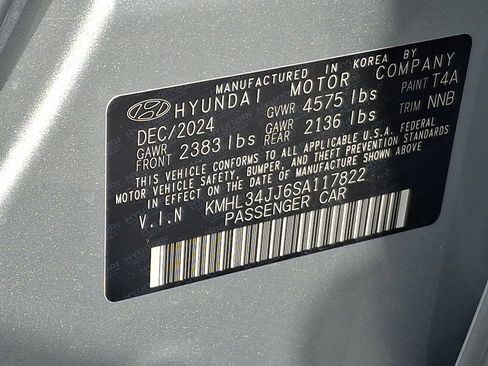 MANUFACTURED IN KOREA BY
HYUNDAI MOTOR COMPANY
DEC/2024 GVWR 4575 lbs PAINT T4A
GAWR FRONT 2383 lbs GAWR REAR 2136 lbs TRIM NNB
THIS VEHICLE CONFORMS TO ALL APPLICABLE U.S.A. FEDERAL
MOTOR VEHICLE SAFETY, BUMPER, AND THEFT PREVENTION STANDARDS
IN EFFECT ON THE DATE OF MANUFACTURE SHOWN ABOVE.
V.I.N KMHL34JJ6SA117822
PASSENGER CAR